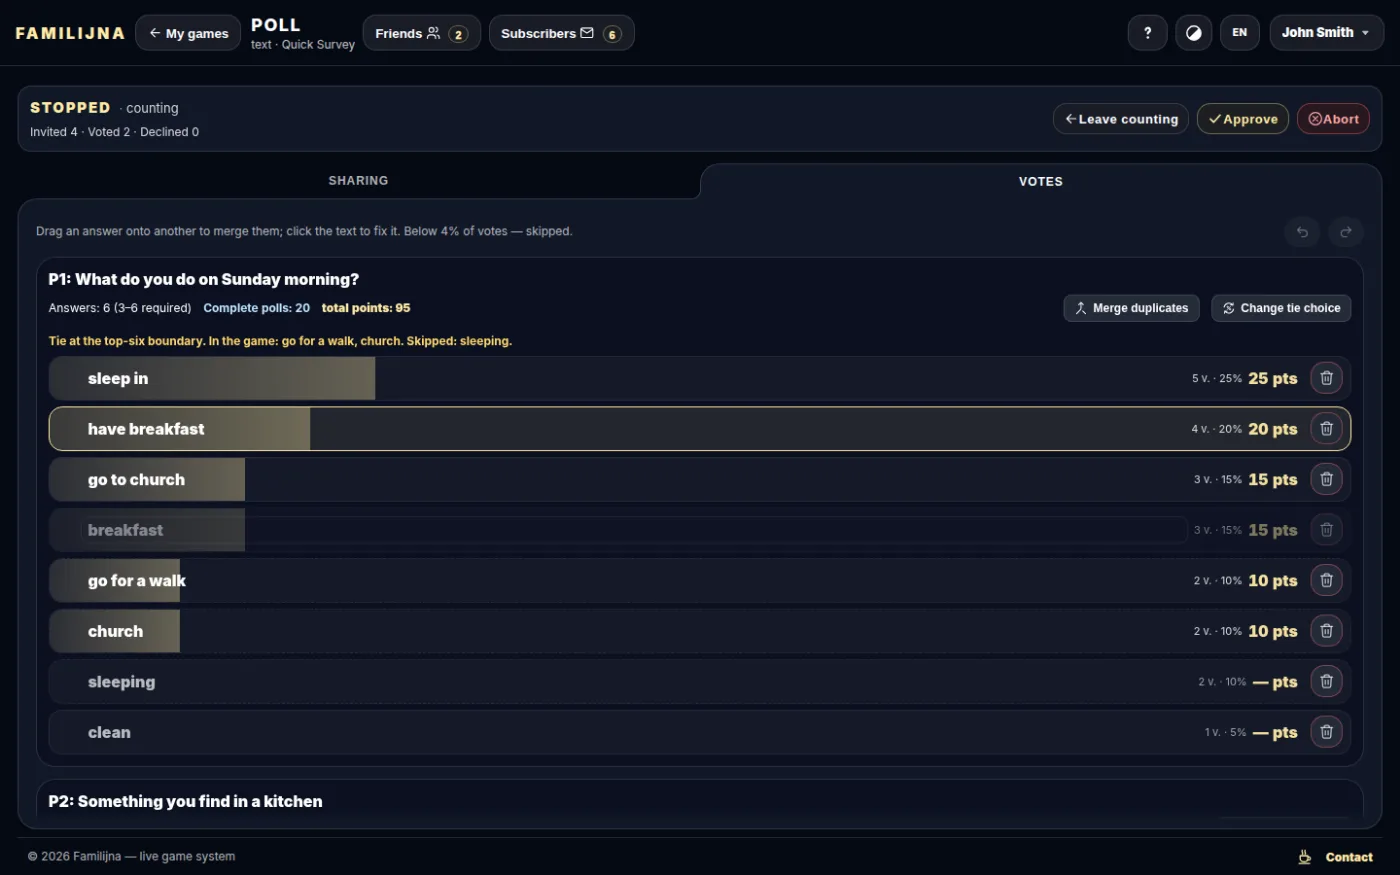 FAMILIJNA
← My games
POLL
text · Quick Survey
Friends 2
Subscribers 6
?
EN
John Smith
STOPPED · counting
Invited 4 · Voted 2 · Declined 0
← Leave counting
Approve
Abort
SHARING
VOTES
Drag an answer onto another to merge them; click the text to fix it. Below 4% of votes — skipped.
P1: What do you do on Sunday morning?
Answers: 6 (3–6 required) Complete polls: 20 total points: 95
Merge duplicates
Change tie choice
Tie at the top-six boundary. In the game: go for a walk, church. Skipped: sleeping.
sleep in 5 v. · 25% 25 pts
have breakfast 4 v. · 20% 20 pts
go to church 3 v. · 15% 15 pts
breakfast 3 v. · 15% 15 pts
go for a walk 2 v. · 10% 10 pts
church 2 v. · 10% 10 pts
sleeping 2 v. · 10% — pts
clean 1 v. · 5% — pts
P2: Something you find in a kitchen
© 2026 Familijna — live game system
Contact